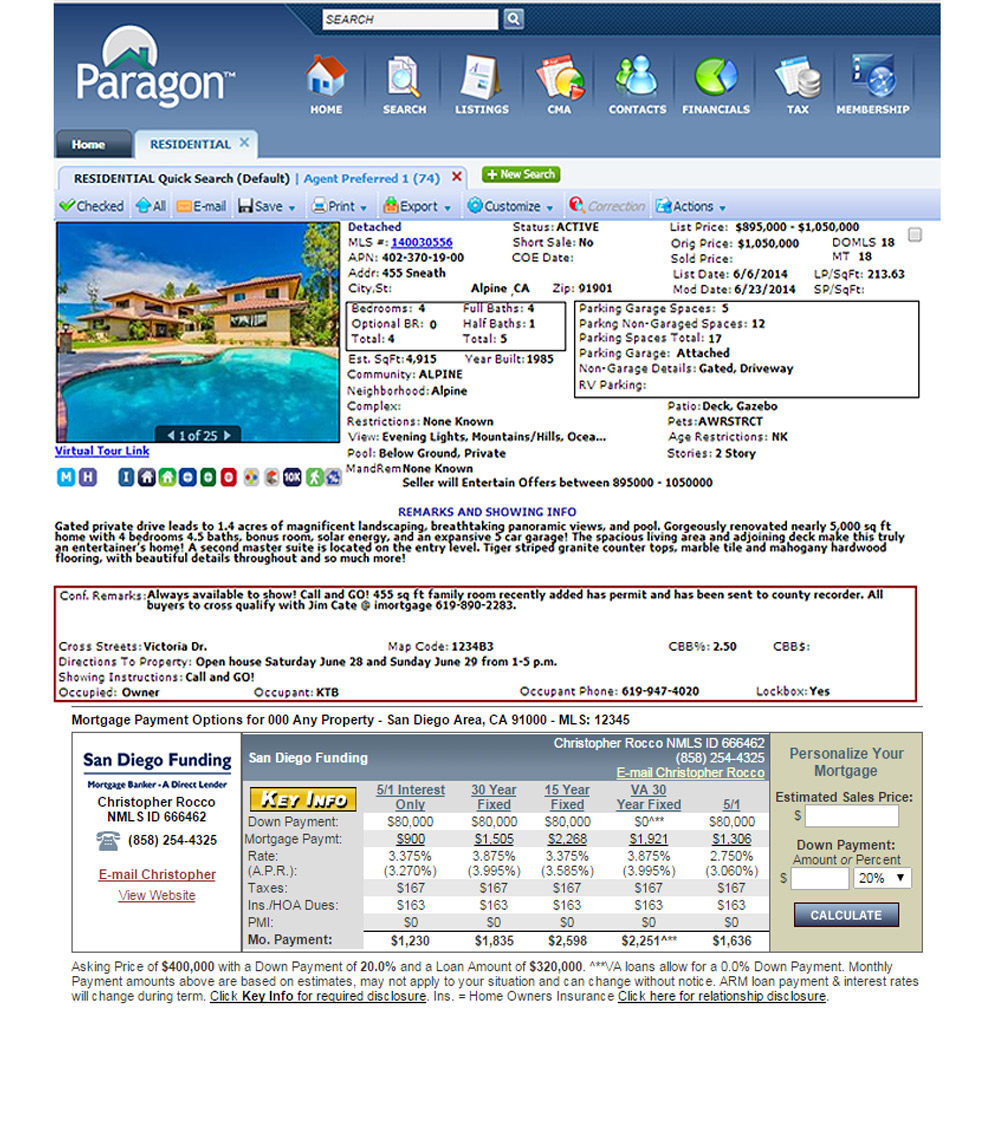 SEARCH
Paragon™
HOME SEARCH LISTINGS CMA CONTACTS FINANCIALS TAX MEMBERSHIP
Home RESIDENTIAL
RESIDENTIAL Quick Search (Default) | Agent Preferred 1 (74) New Search
Checked All E-mail Save Print Export Customize Correction Actions
Detached Status: ACTIVE List Price: $895,000 - $1,050,000
MLS #: 140030556 Short Sale: No Orig Price: $1,050,000 DOMLS 18
APN: 402-370-19-00 COE Date: Sold Price: MT 18
Addr: 455 Sneath List Date: 6/6/2014 LP/SqFt: 213.63
City,St: Alpine ,CA Zip: 91901 Mod Date: 6/23/2014 SP/SqFt:
Bedrooms: 4 Full Baths: 4 Parking Garage Spaces: 5
Optional BR: 0 Half Baths: 1 Parkng Non-Garaged Spaces: 12
Total: 4 Total: 5 Parking Spaces Total: 17
Parking Garage: Attached
Est. SqFt: 4,915 Year Built: 1985 Non-Garage Details: Gated, Driveway
Community: ALPINE RV Parking:
Neighborhood: Alpine
Complex: Patio: Deck, Gazebo
Restrictions: None Known Pets: AWRSTRCT
View: Evening Lights, Mountains/Hills, Ocea... Age Restrictions: NK
1 of 25
Virtual Tour Link Pool: Below Ground, Private Stories: 2 Story
MandRem None Known
M H I 10K
Seller will Entertain Offers between 895000 - 1050000
REMARKS AND SHOWING INFO
Gated private drive leads to 1.4 acres of magnificent landscaping, breathtaking panoramic views, and pool. Gorgeously renovated nearly 5,000 sq ft
home with 4 bedrooms 4.5 baths, bonus room, solar energy, and an expansive 5 car garage! The spacious living area and adjoining deck make this truly
an entertainer's home! A second master suite is located on the entry level. Tiger striped granite counter tops, marble tile and mahogany hardwood
flooring, with beautiful details throughout and so much more!
Conf. Remarks: Always available to show! Call and GO! 455 sq ft family room recently added has permit and has been sent to county recorder. All
buyers to cross qualify with Jim Cate @ imortgage 619-890-2283.
Cross Streets: Victoria Dr. Map Code: 1234B3 CBB%: 2.50 CBB$:
Directions To Property: Open house Saturday June 28 and Sunday June 29 from 1-5 p.m.
Showing Instructions: Call and GO!
Occupied: Owner Occupant: KTB Occupant Phone: 619-947-4020 Lockbox: Yes
Mortgage Payment Options for 000 Any Property - San Diego Area, CA 91000 - MLS: 12345
San Diego Funding
Mortgage Banker - A Direct Lender
Christopher Rocco
NMLS ID 666462
(858) 254-4325
E-mail Christopher
View Website
San Diego Funding
Christopher Rocco NMLS ID 666462
(858) 254-4325
E-mail Christopher Rocco
KEY INFO 5/1 Interest Only 30 Year Fixed 15 Year Fixed VA 30 Year Fixed 5/1
Down Payment: $80,000 $80,000 $80,000 $0^** $80,000
Mortgage Paymt: $900 $1,505 $2,268 $1,921 $1,306
Rate: 3.375% 3.875% 3.375% 3.875% 2.750%
(A.P.R.): (3.270%) (3.995%) (3.585%) (3.995%) (3.060%)
Taxes: $167 $167 $167 $167 $167
Ins./HOA Dues: $163 $163 $163 $163 $163
PMI: $0 $0 $0 $0 $0
Mo. Payment: $1,230 $1,835 $2,598 $2,251^** $1,636
Personalize Your
Mortgage
Estimated Sales Price:
$
Down Payment:
Amount or Percent
$ 20% ▼
CALCULATE
Asking Price of $400,000 with a Down Payment of 20.0% and a Loan Amount of $320,000. ^**VA loans allow for a 0.0% Down Payment. Monthly
Payment amounts above are based on estimates, may not apply to your situation and can change without notice. ARM loan payment & interest rates
will change during term. Click Key Info for required disclosure. Ins. = Home Owners Insurance Click here for relationship disclosure.